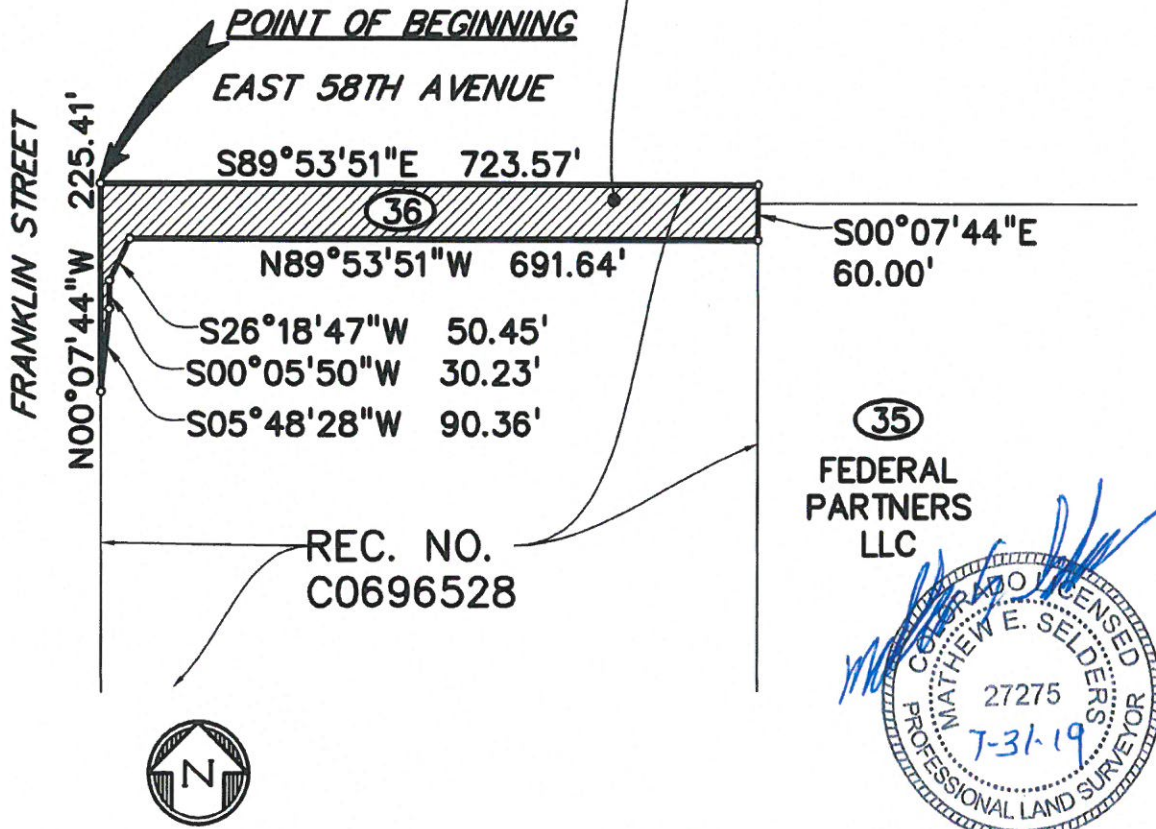 POINT OF BEGINNING
EAST 58TH AVENUE
FRANKLIN STREET
N00°07'44"W 225.41'
S89°53'51"E 723.57'
36
S00°07'44"E
60.00'
N89°53'51"W 691.64'
S26°18'47"W 50.45'
S00°05'50"W 30.23'
S05°48'28"W 90.36'
35
FEDERAL
PARTNERS
LLC
REC. NO.
C0696528
N
COLORADO LICENSED
MATHEW E. SELDERS
27275
7-31-19
PROFESSIONAL LAND SURVEYOR